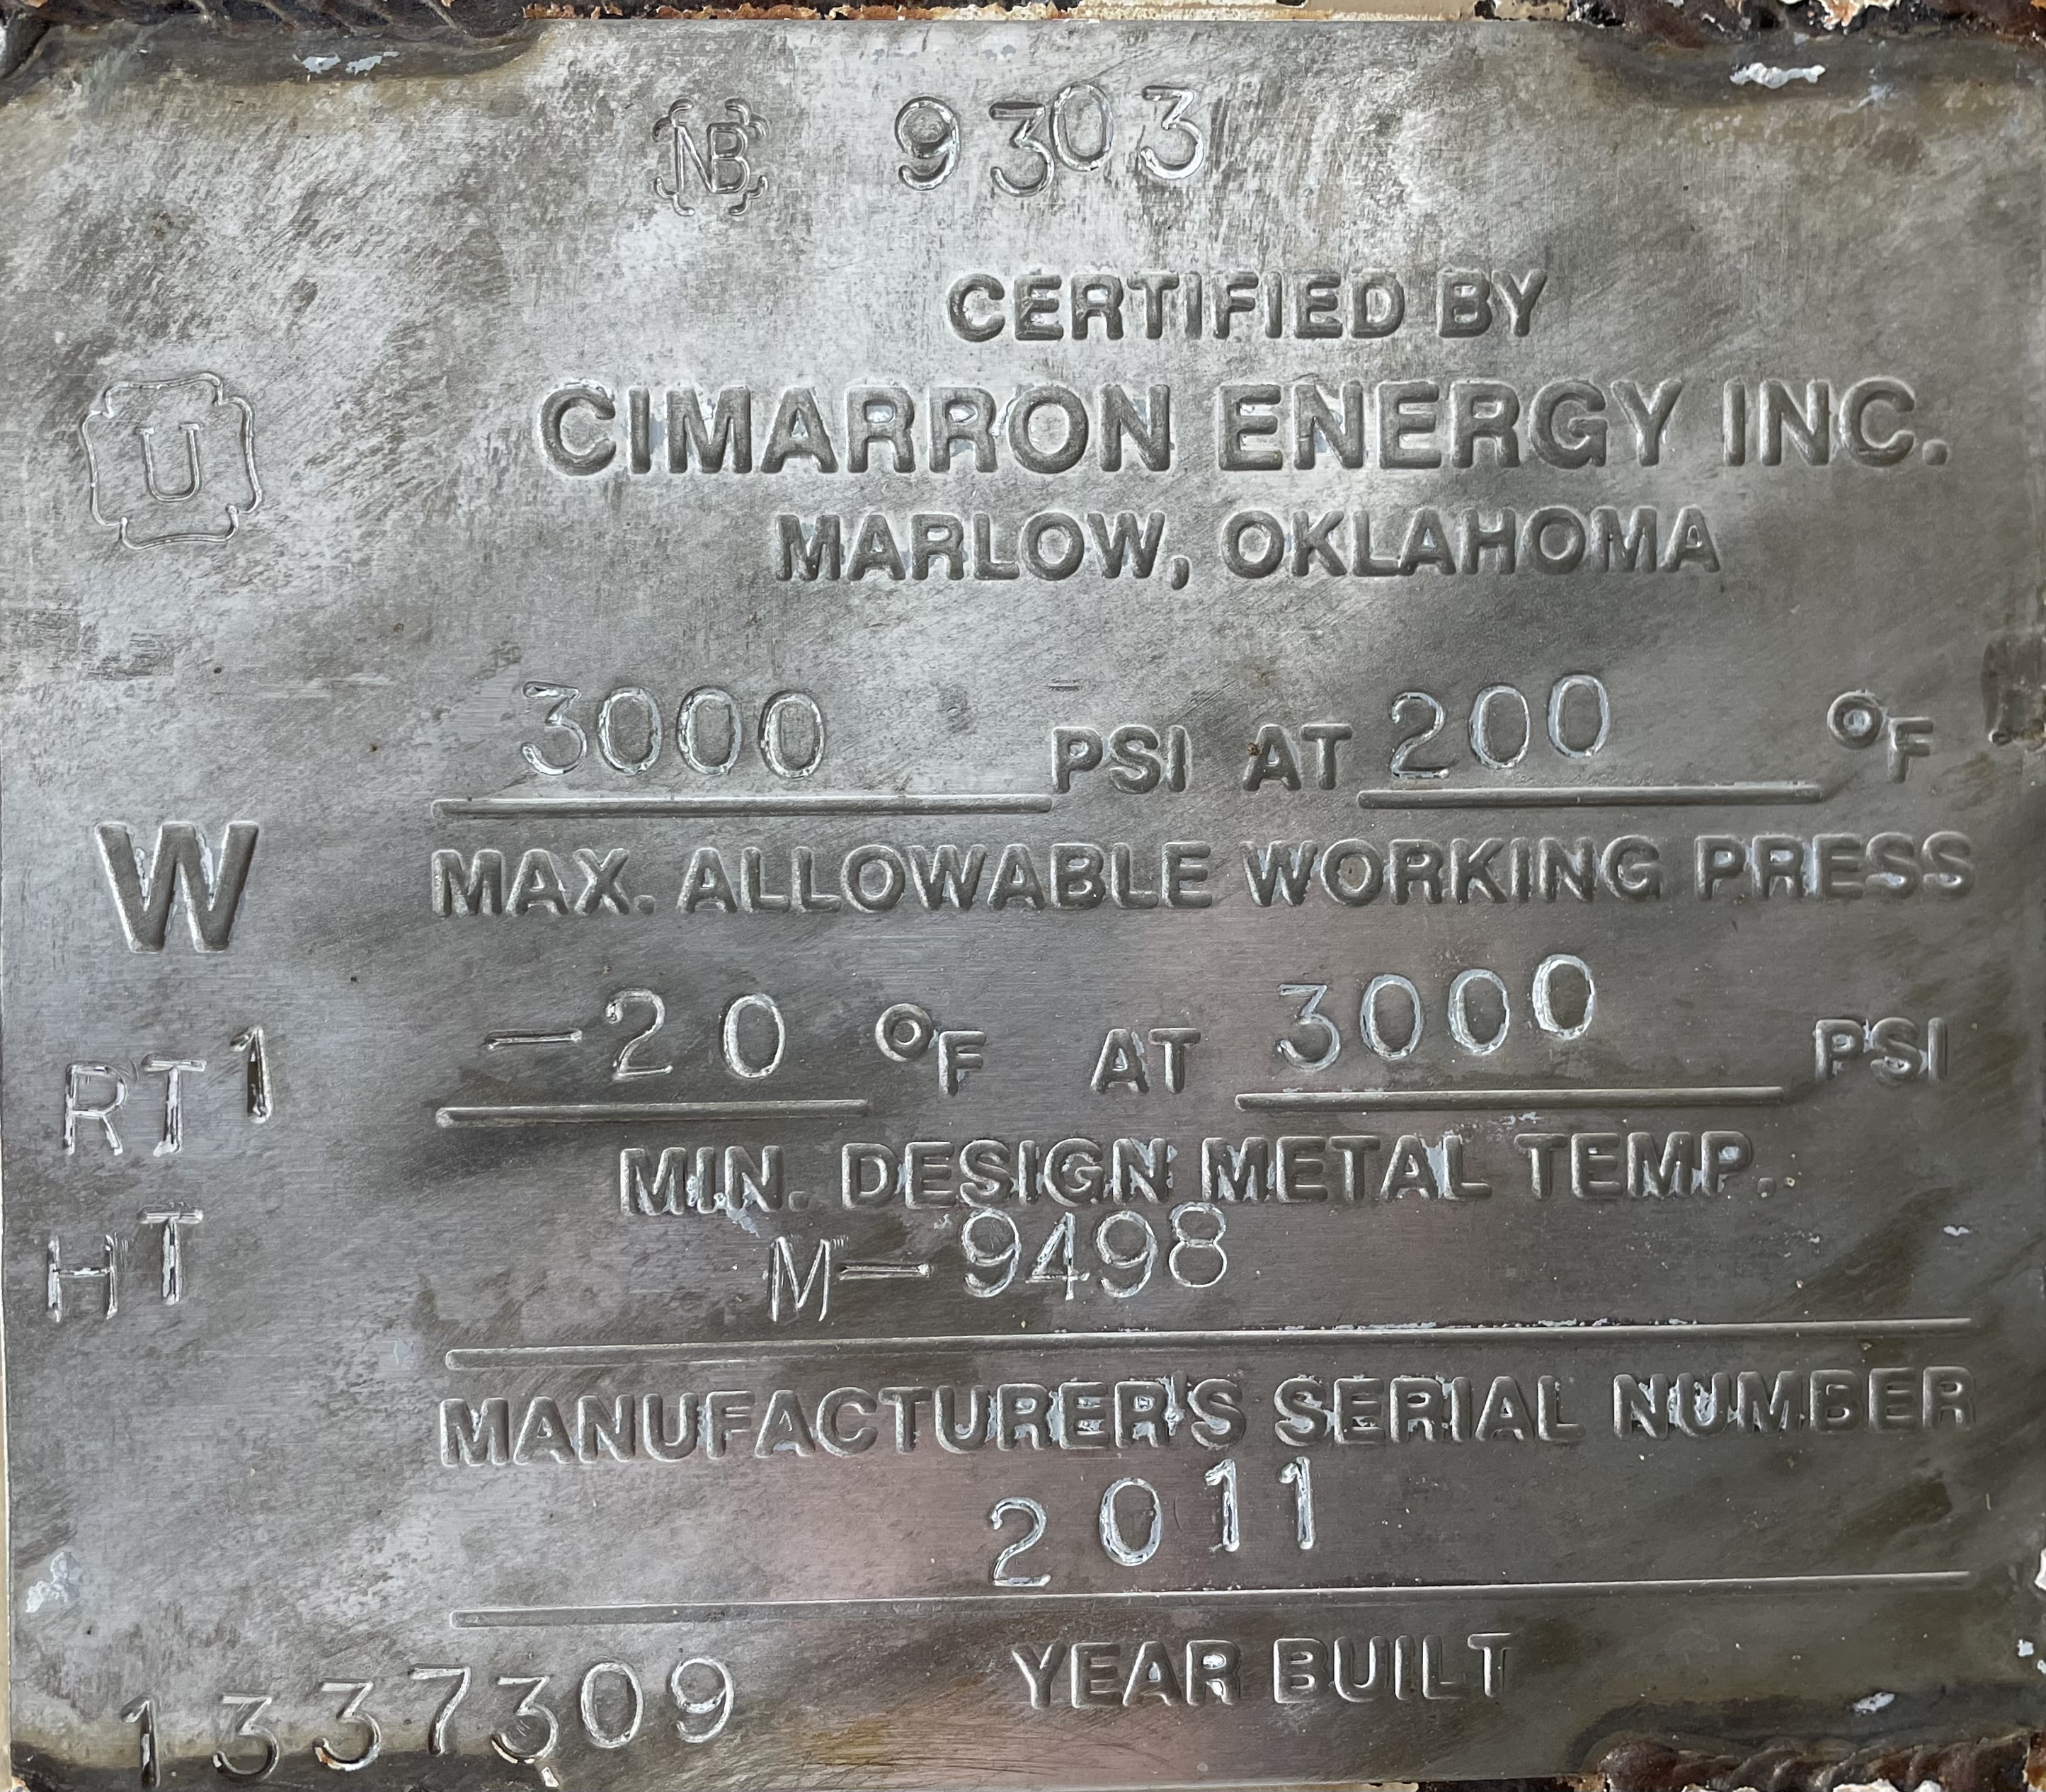 NB 9303
CERTIFIED BY
U
CIMARRON ENERGY INC.
MARLOW, OKLAHOMA
3000 PSI AT 200 °F
W
MAX. ALLOWABLE WORKING PRESS
RT1
-20 °F AT 3000 PSI
MIN. DESIGN METAL TEMP.
HT
M-9498
MANUFACTURER'S SERIAL NUMBER
2011
YEAR BUILT
1337309